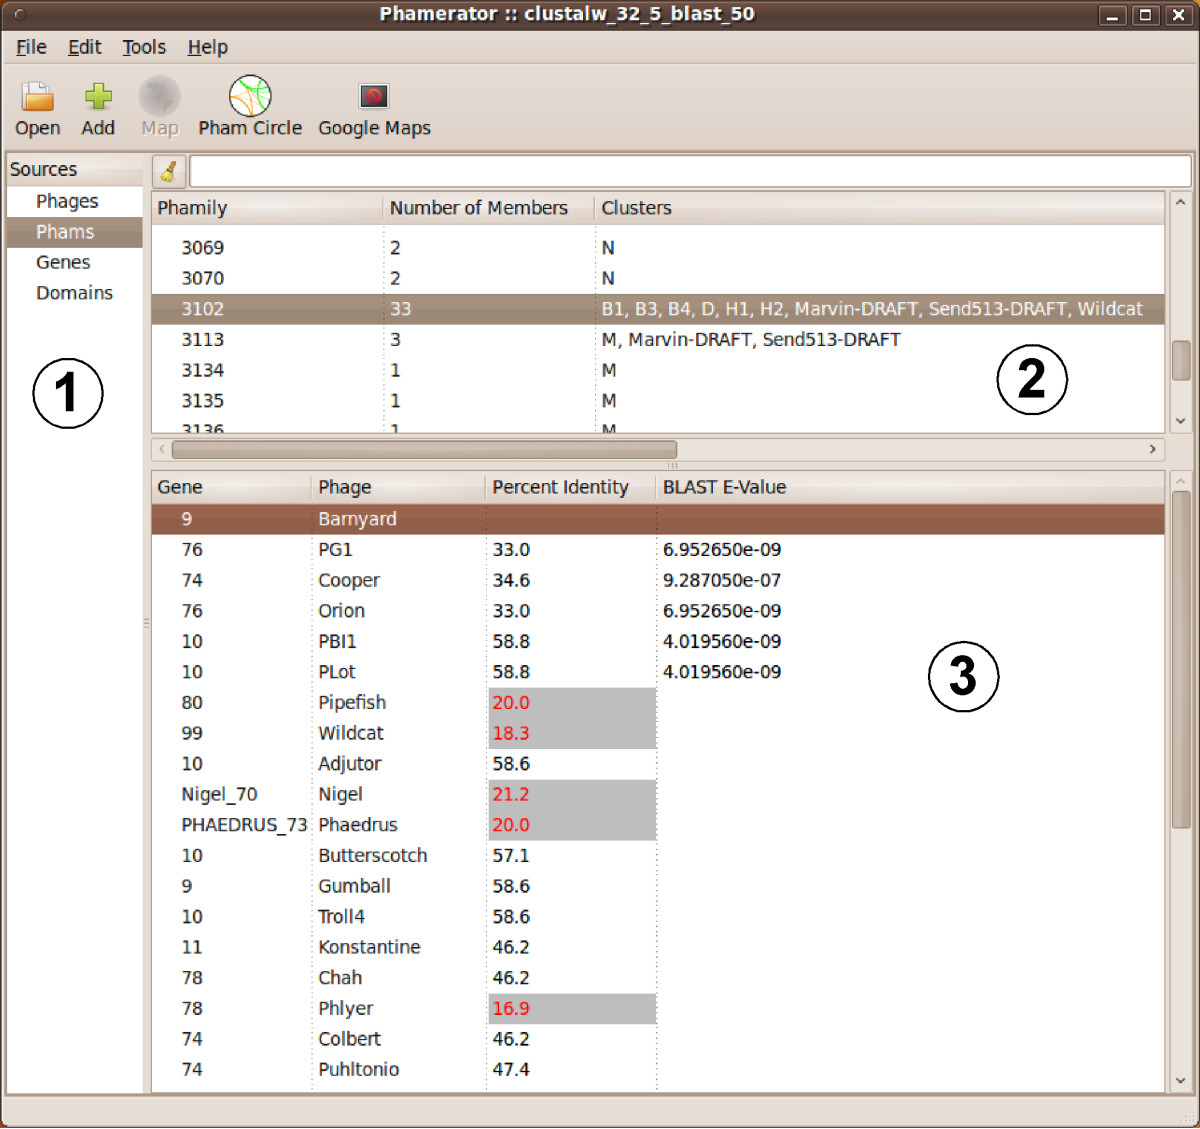 Phamerator :: clustalw_32_5_blast_50
File Edit Tools Help
Open Add Map Pham Circle Google Maps
Sources
Phages
Phams
Genes
Domains
1
Phamily Number of Members Clusters
3069 2 N
3070 2 N
3102 33 B1, B3, B4, D, H1, H2, Marvin-DRAFT, Send513-DRAFT, Wildcat
3113 3 M, Marvin-DRAFT, Send513-DRAFT
3134 1 M
3135 1 M
3136 1 M
2
Gene Phage Percent Identity BLAST E-Value
9 Barnyard
76 PG1 33.0 6.952650e-09
74 Cooper 34.6 9.287050e-07
76 Orion 33.0 6.952650e-09
10 PBI1 58.8 4.019560e-09
10 PLot 58.8 4.019560e-09
80 Pipefish 20.0
99 Wildcat 18.3
10 Adjutor 58.6
Nigel_70 Nigel 21.2
PHAEDRUS_73 Phaedrus 20.0
10 Butterscotch 57.1
9 Gumball 58.6
10 Troll4 58.6
11 Konstantine 46.2
78 Chah 46.2
78 Phlyer 16.9
74 Colbert 46.2
74 Puhltonio 47.4
3